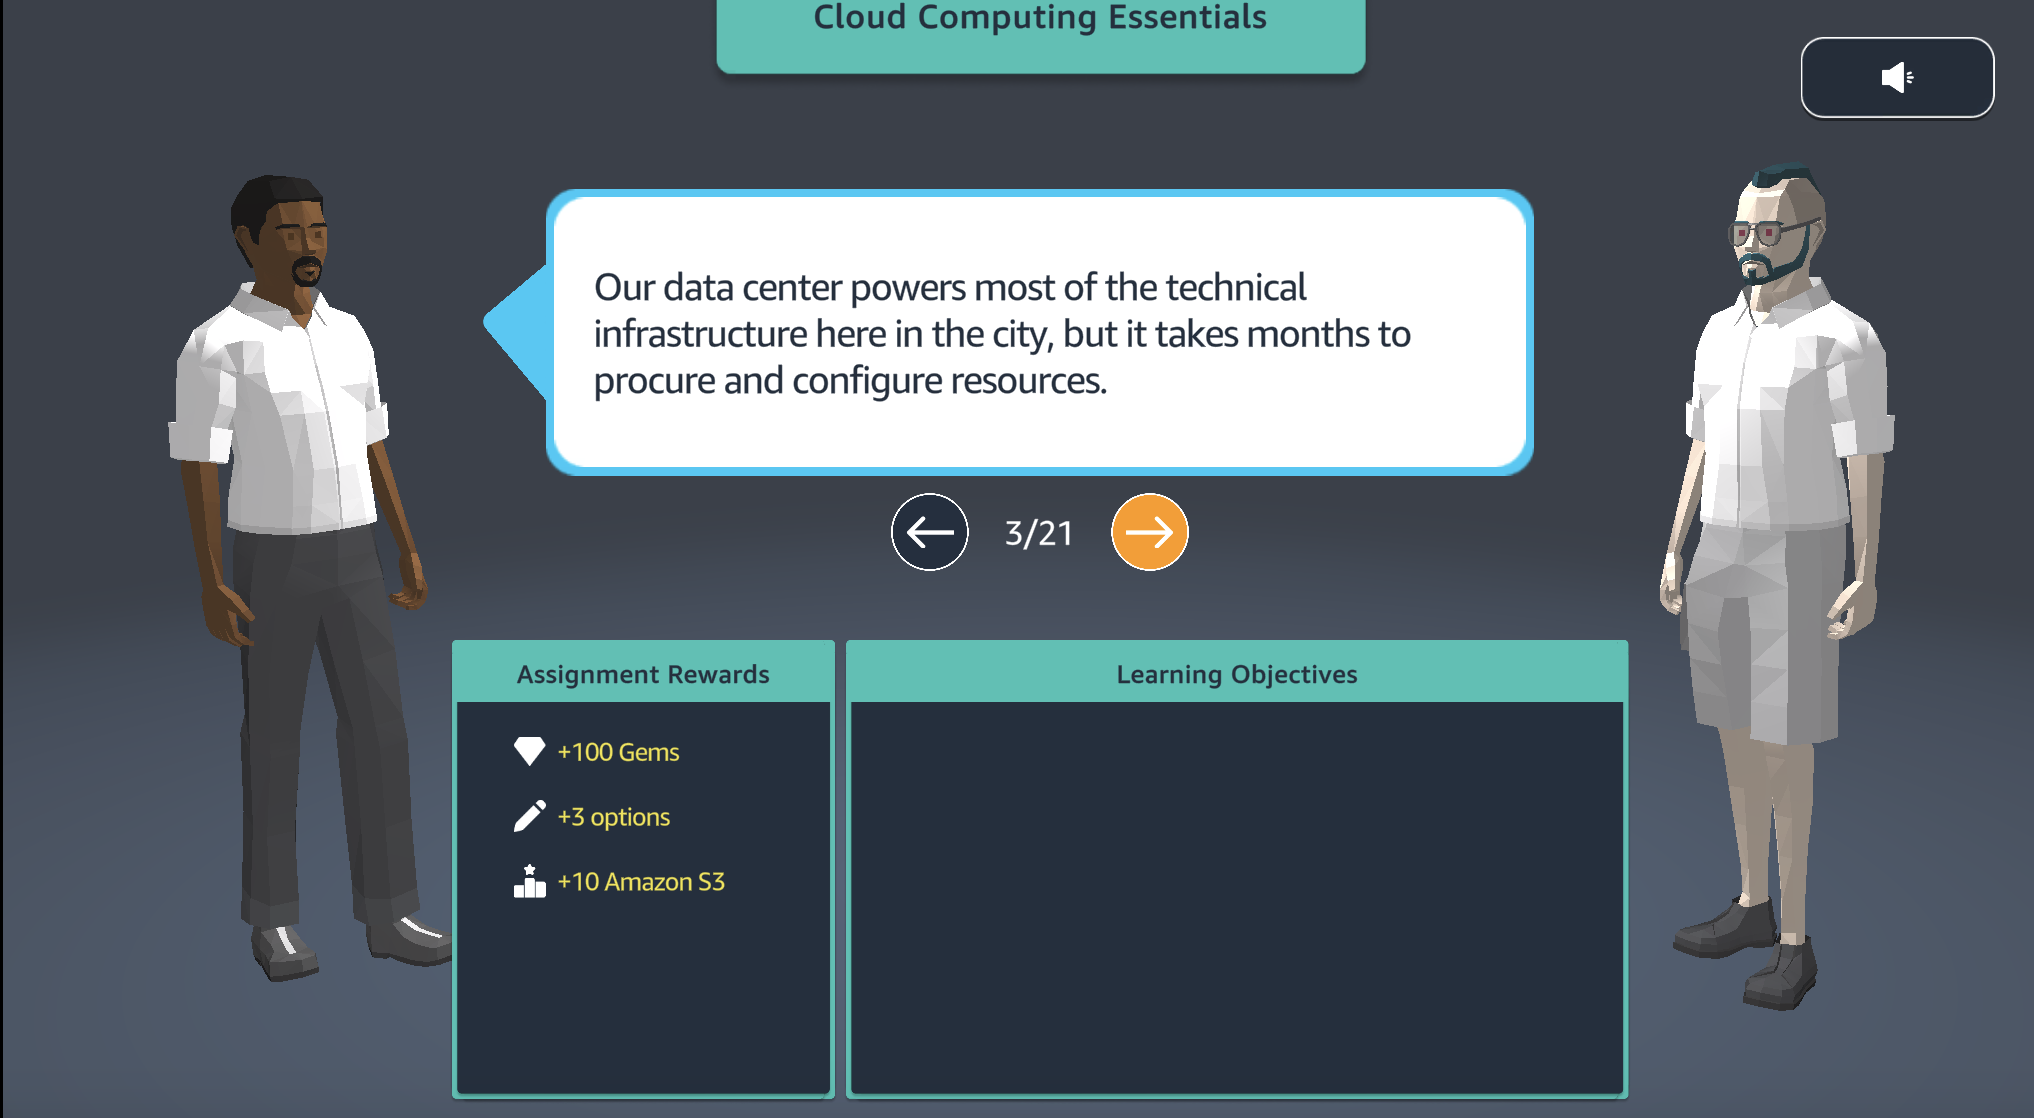 Cloud Computing Essentials
Our data center powers most of the technical
infrastructure here in the city, but it takes months to
procure and configure resources.
3/21
Assignment Rewards
+100 Gems
+3 options
+10 Amazon S3
Learning Objectives